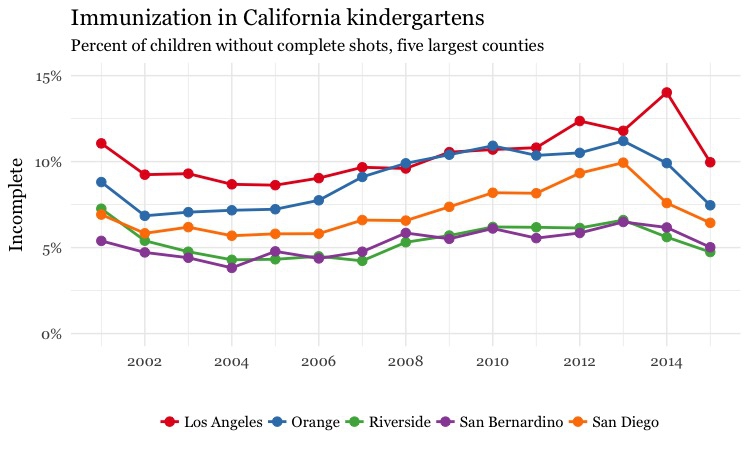 Immunization in California kindergartens
Percent of children without complete shots, five largest counties
15%
10%
5%
0%
Incomplete
2002 2004 2006 2008 2010 2012 2014
Los Angeles Orange Riverside San Bernardino San Diego